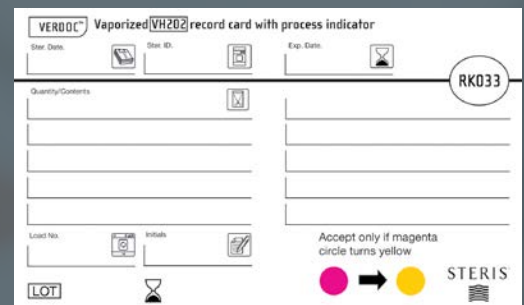 VERDOC™ Vaporized VH202 record card with process indicator
Ster. Date.
Ster. ID.
Exp. Date.
RK033
Quantity/Contents
Load No.
Initials
Accept only if magenta
circle turns yellow
LOT
STERIS